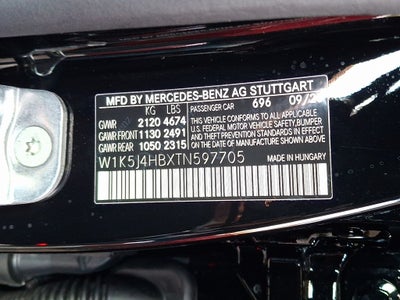 MFD BY MERCEDES-BENZ AG STUTTGART
KG LBS PASSENGER CAR 696 09/2
GVWR 2120 4674 THIS VEHICLE CONFORMS TO ALL APPLICABLE
GAWR FRONT 1130 2491 U.S. FEDERAL MOTOR VEHICLE SAFETY BUMPER
GAWR REAR 1050 2315 AND THEFT PREVENTION STANDARDS IN EFFECT
ON THE DATE OF MANUFACTURE SHOWN ABOVE
W1K5J4HBXTN597705 MADE IN HUNGARY